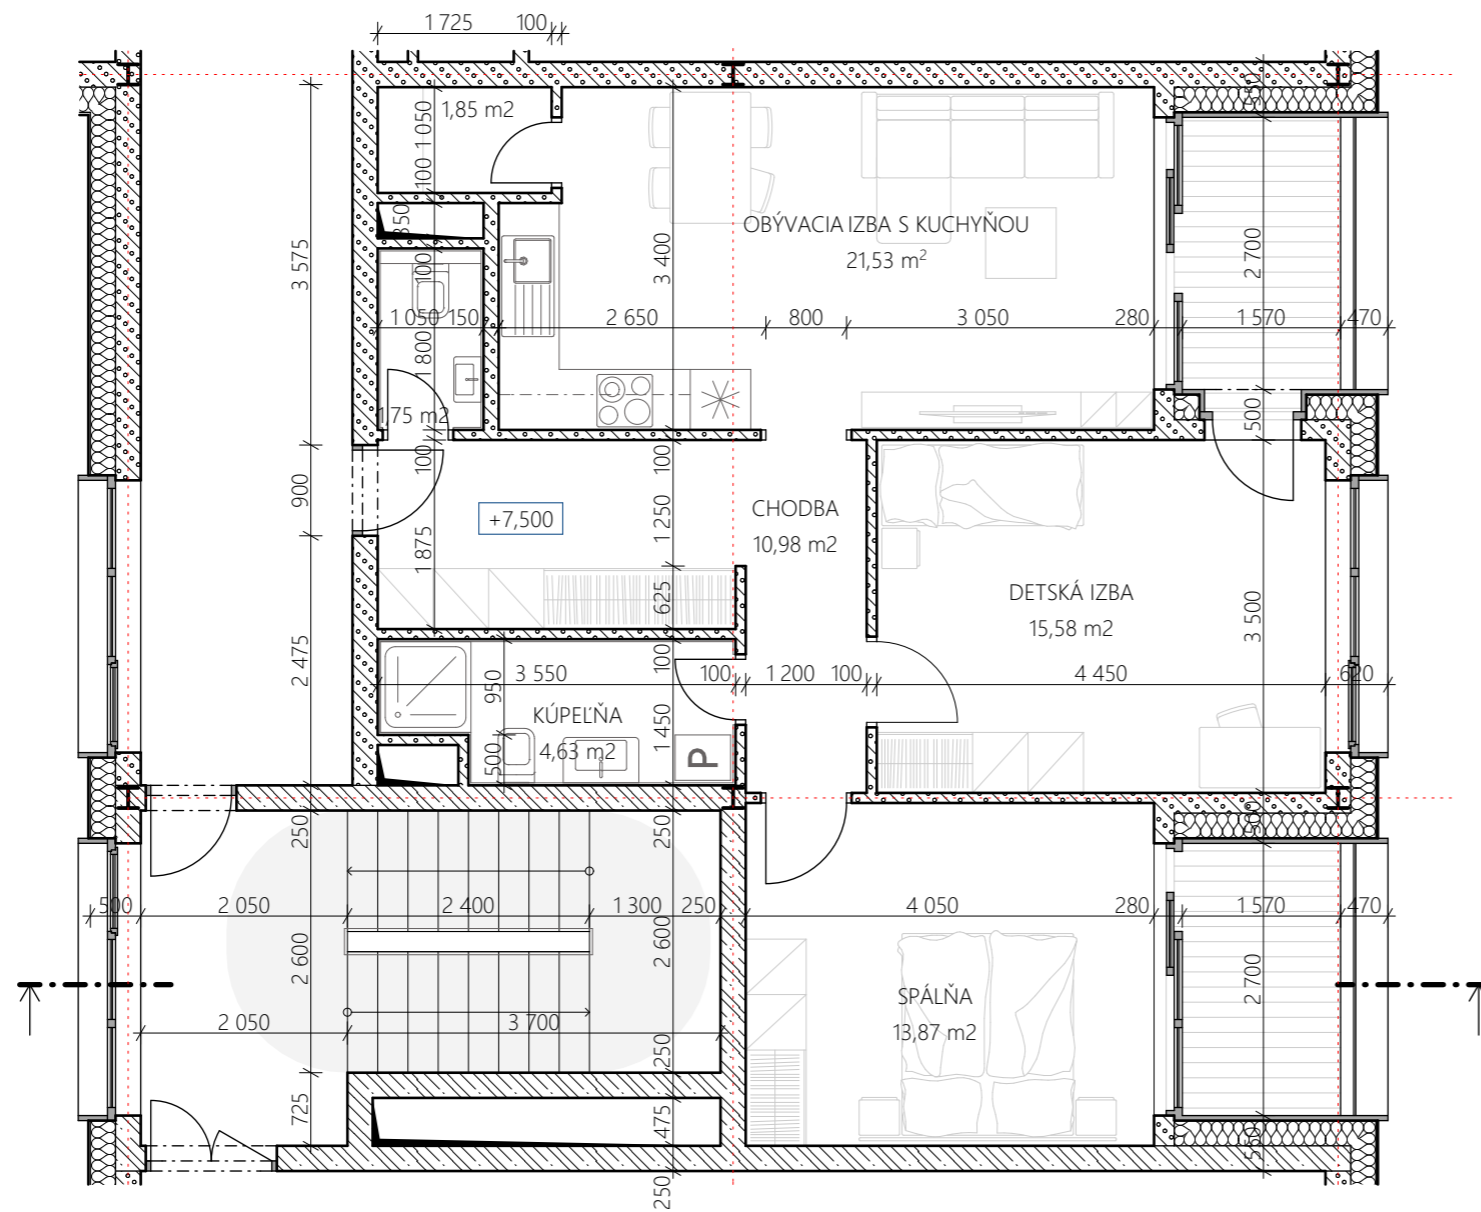 1 725 100
550
1,85 m2
1 050
100
350
3 575
3 400
OBÝVACIA IZBA S KUCHYŇOU
21,53 m²
2 700
100
1 050 150 2 650 800 3 050 280 1 570 470
1 800
1,75 m2
500
100 100
900
+7,500
1 250
CHODBA
10,98 m2
1 875
625
DETSKÁ IZBA
15,58 m2
3 500
2 475
100
3 550 100 1 200 100 4 450 620
950
KÚPEĽŇA
4,63 m2
1 450
500
P
250 250 500
500 2 050 2 400 1 300 250 4 050 280 1 570 470
2 600 2 600
2 700
SPÁLŇA
13,87 m2
2 050 3 700
250
725
475
550
250